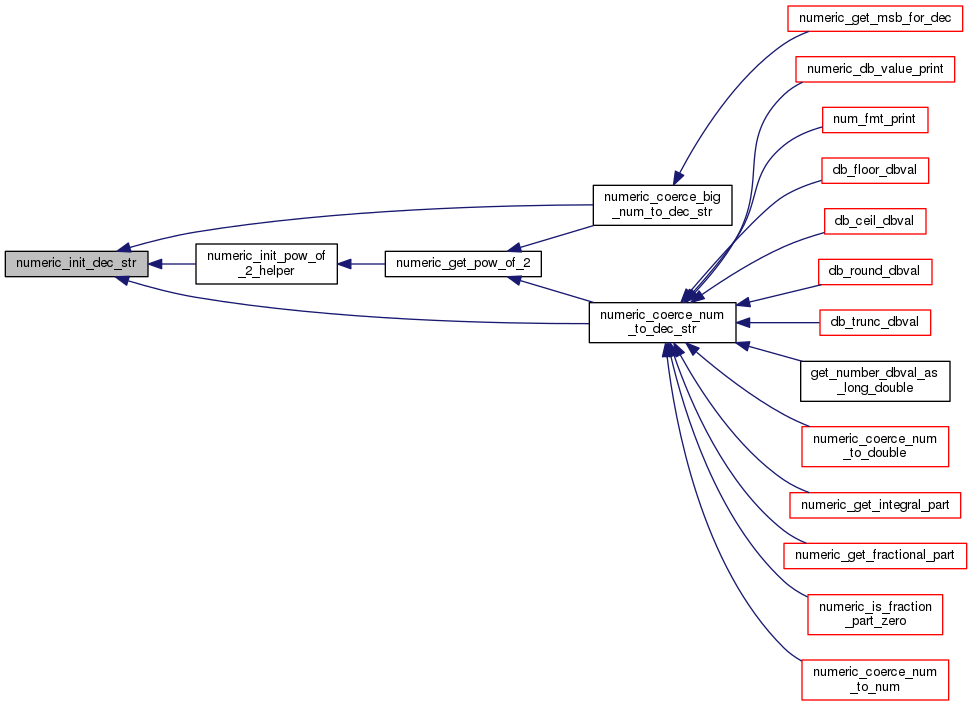 numeric_init_dec_str
numeric_init_pow_of
_2_helper
numeric_get_pow_of_2
numeric_coerce_big
_num_to_dec_str
numeric_coerce_num
_to_dec_str
numeric_get_msb_for_dec
numeric_db_value_print
num_fmt_print
db_floor_dbval
db_ceil_dbval
db_round_dbval
db_trunc_dbval
get_number_dbval_as
_long_double
numeric_coerce_num
_to_double
numeric_get_integral_part
numeric_get_fractional_part
numeric_is_fraction
_part_zero
numeric_coerce_num
_to_num